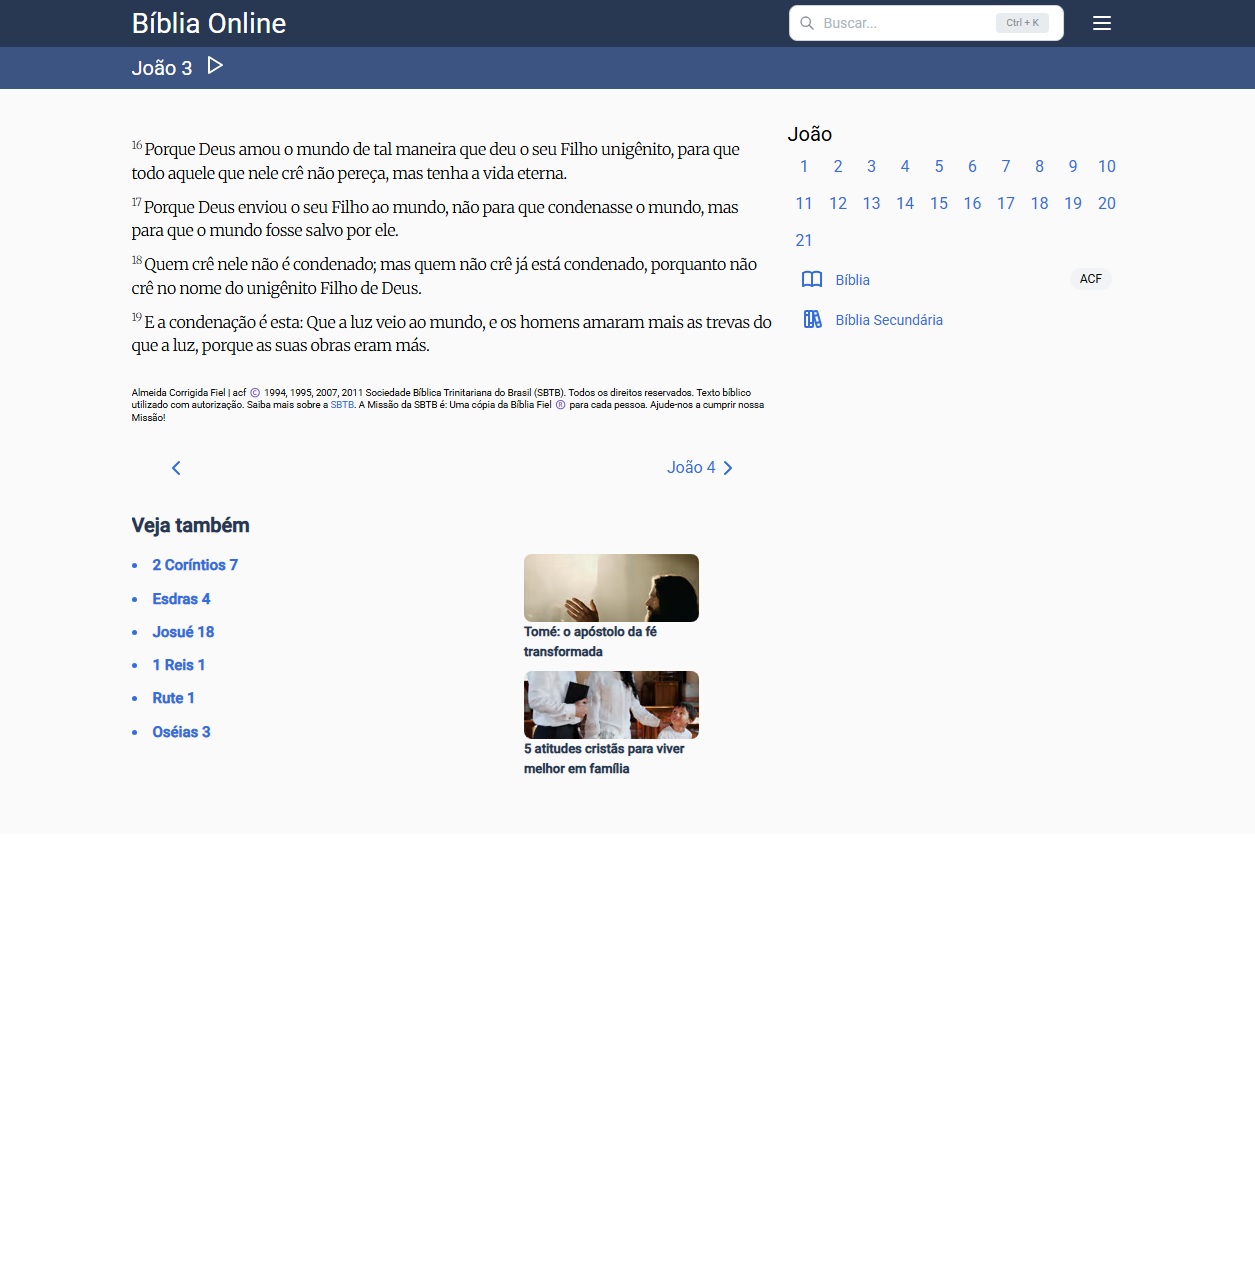 Bíblia Online
Buscar...
Ctrl + K
João 3
16 Porque Deus amou o mundo de tal maneira que deu o seu Filho unigênito, para que
todo aquele que nele crê não pereça, mas tenha a vida eterna.
17 Porque Deus enviou o seu Filho ao mundo, não para que condenasse o mundo, mas
para que o mundo fosse salvo por ele.
18 Quem crê nele não é condenado; mas quem não crê já está condenado, porquanto não
crê no nome do unigênito Filho de Deus.
19 E a condenação é esta: Que a luz veio ao mundo, e os homens amaram mais as trevas do
que a luz, porque as suas obras eram más.
Almeida Corrigida Fiel | acf © 1994, 1995, 2007, 2011 Sociedade Bíblica Trinitariana do Brasil (SBTB). Todos os direitos reservados. Texto bíblico
utilizado com autorização. Saiba mais sobre a SBTB. A Missão da SBTB é: Uma cópia da Bíblia Fiel ® para cada pessoa. Ajude-nos a cumprir nossa
Missão!
João 4
Veja também
2 Coríntios 7
Esdras 4
Josué 18
1 Reis 1
Rute 1
Oséias 3
Tomé: o apóstolo da fé
transformada
5 atitudes cristãs para viver
melhor em família
João
1 2 3 4 5 6 7 8 9 10
11 12 13 14 15 16 17 18 19 20
21
Bíblia
ACF
Bíblia Secundária